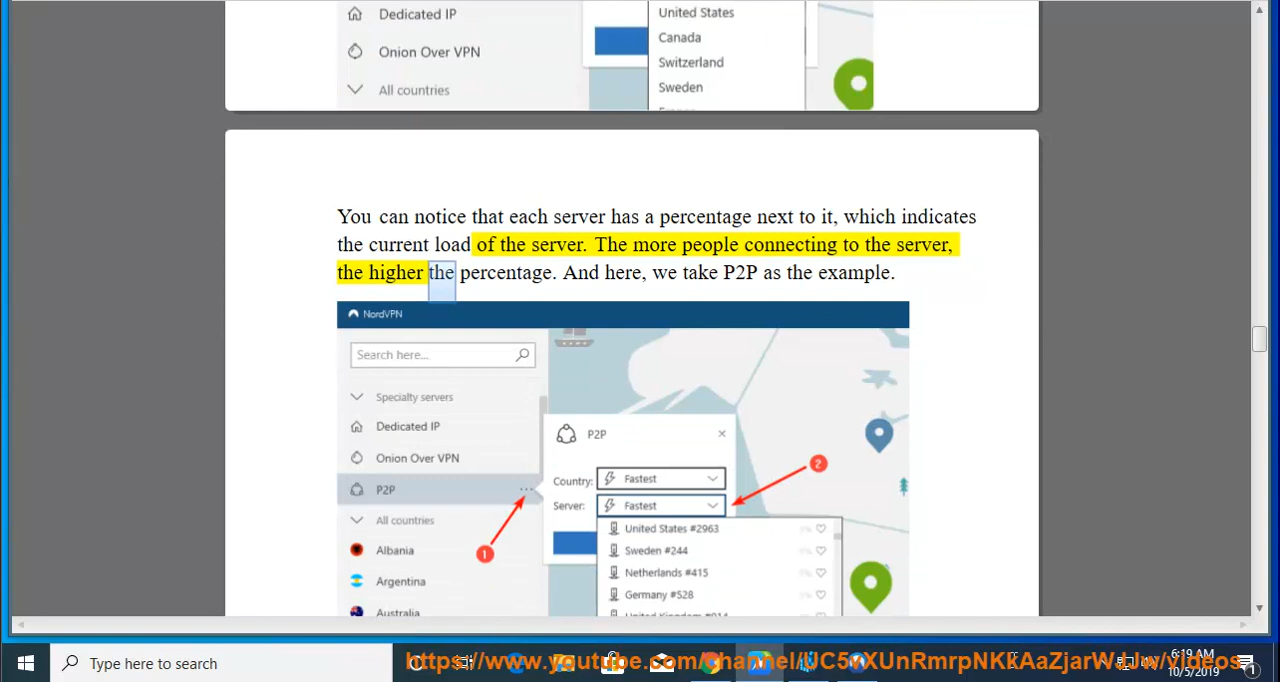 Dedicated IP
Onion Over VPN
All countries
United States
Canada
Switzerland
Sweden
You can notice that each server has a percentage next to it, which indicates
the current load of the server. The more people connecting to the server,
the higher the percentage. And here, we take P2P as the example.
NordVPN
Search here...
Specialty servers
Dedicated IP
Onion Over VPN
P2P
All countries
Albania
Argentina
Australia
P2P
Country: Fastest
Server: Fastest
United States #2963
Sweden #244
Netherlands #415
Germany #528
1
2
Type here to search
6:19 AM
10/5/2019
1